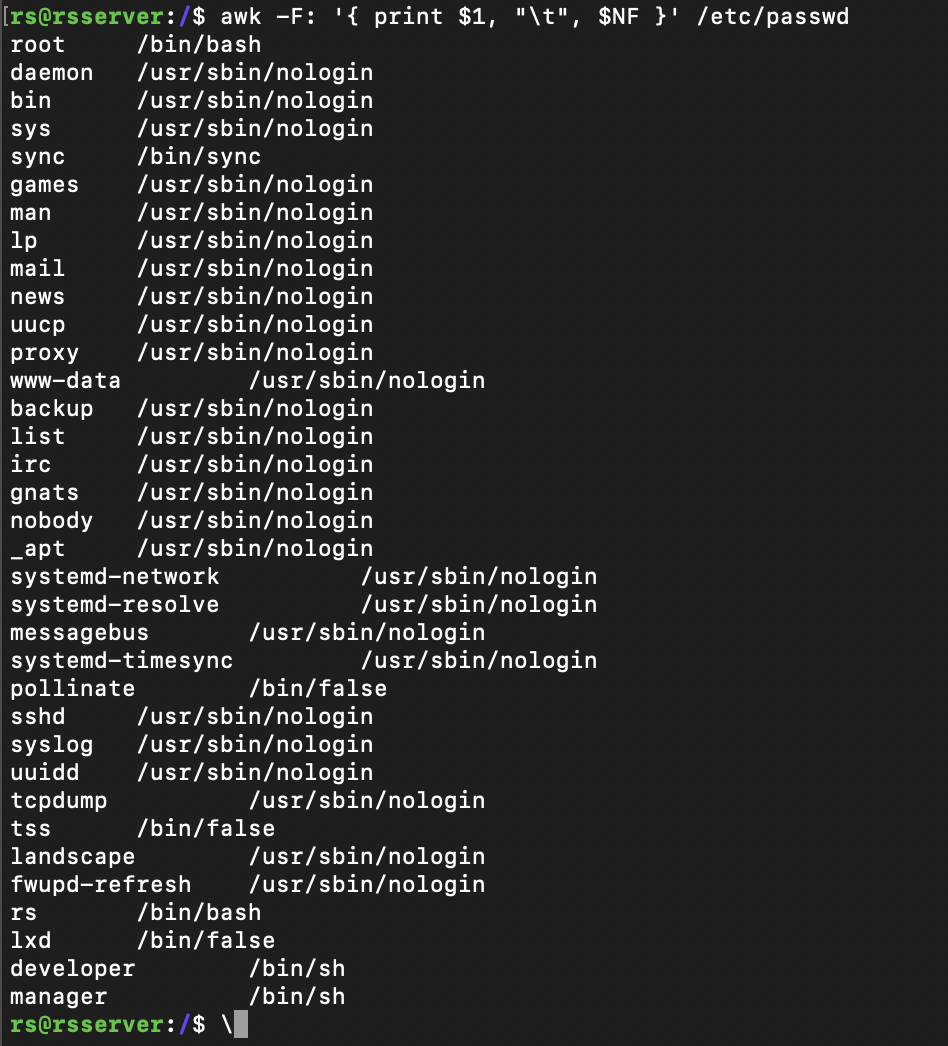 [rs@rsserver:/$ awk -F: '{ print $1, "\t", $NF }' /etc/passwd
root     /bin/bash
daemon   /usr/sbin/nologin
bin      /usr/sbin/nologin
sys      /usr/sbin/nologin
sync     /bin/sync
games    /usr/sbin/nologin
man      /usr/sbin/nologin
lp       /usr/sbin/nologin
mail     /usr/sbin/nologin
news     /usr/sbin/nologin
uucp     /usr/sbin/nologin
proxy    /usr/sbin/nologin
www-data         /usr/sbin/nologin
backup   /usr/sbin/nologin
list     /usr/sbin/nologin
irc      /usr/sbin/nologin
gnats    /usr/sbin/nologin
nobody   /usr/sbin/nologin
_apt     /usr/sbin/nologin
systemd-network          /usr/sbin/nologin
systemd-resolve          /usr/sbin/nologin
messagebus       /usr/sbin/nologin
systemd-timesync         /usr/sbin/nologin
pollinate        /bin/false
sshd     /usr/sbin/nologin
syslog   /usr/sbin/nologin
uuidd    /usr/sbin/nologin
tcpdump          /usr/sbin/nologin
tss      /bin/false
landscape        /usr/sbin/nologin
fwupd-refresh    /usr/sbin/nologin
rs       /bin/bash
lxd      /bin/false
developer        /bin/sh
manager          /bin/sh
rs@rsserver:/$ \